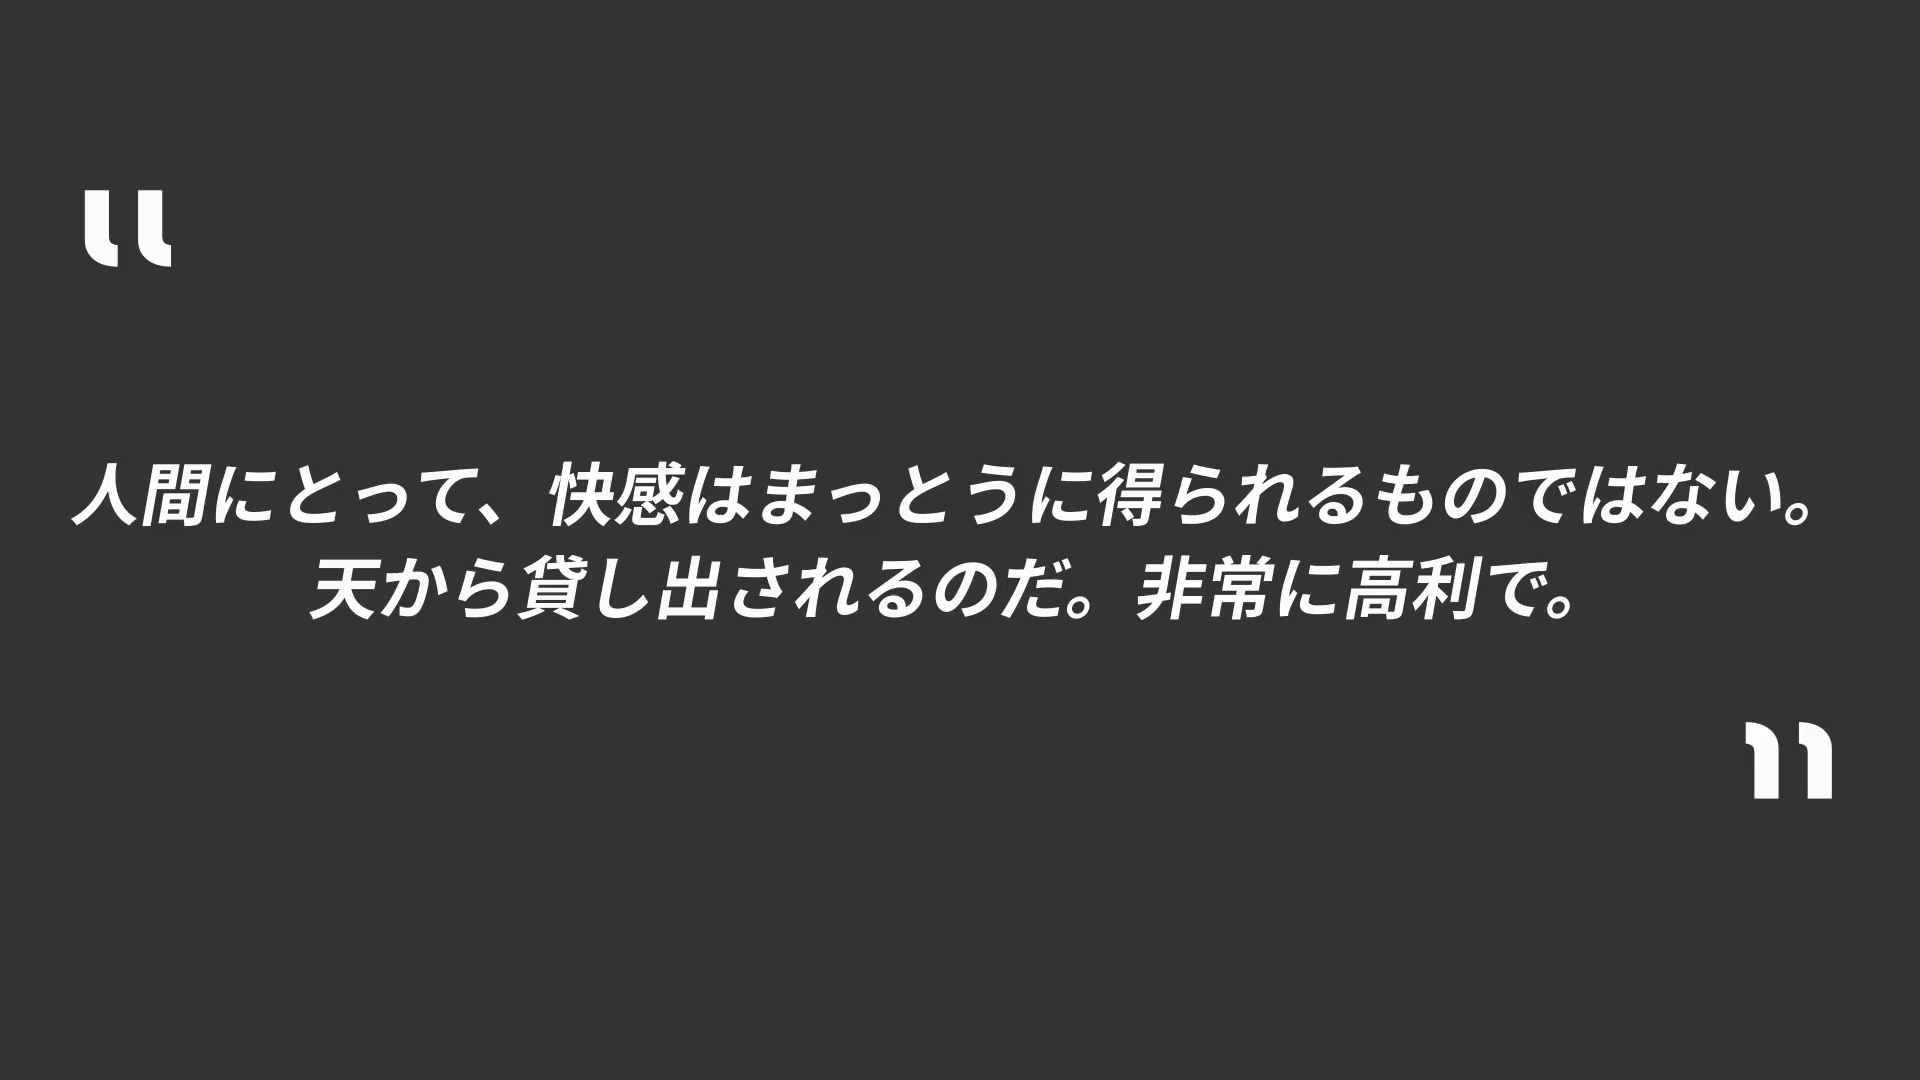 “
人間にとって、快感はまっとうに得られるものではない。
天から貸し出されるのだ。非常に高利で。
”